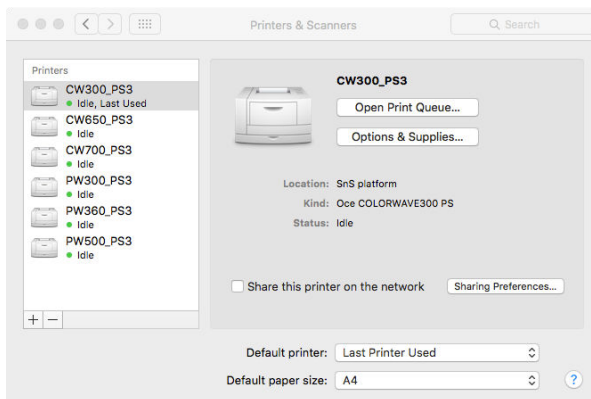 Printers & Scanners
Search
Printers
CW300_PS3
Idle, Last Used
CW650_PS3
Idle
CW700_PS3
Idle
PW300_PS3
Idle
PW360_PS3
Idle
PW500_PS3
Idle
+ −
CW300_PS3
Open Print Queue...
Options & Supplies...
Location: SnS platform
Kind: Oce COLORWAVE300 PS
Status: Idle
Share this printer on the network Sharing Preferences...
Default printer: Last Printer Used
Default paper size: A4 ?